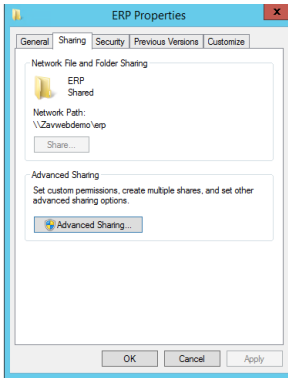 ERP Properties
x
General Sharing Security Previous Versions Customize
Network File and Folder Sharing
ERP
Shared
Network Path:
\\Zavwebdemo\erp
Share...
Advanced Sharing
Set custom permissions, create multiple shares, and set other
advanced sharing options.
Advanced Sharing...
OK Cancel Apply